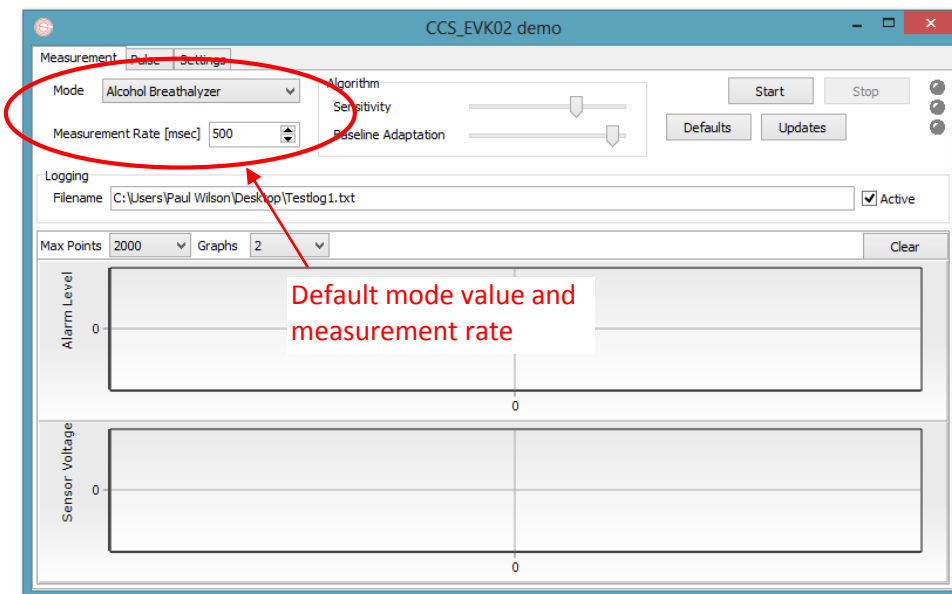 CCS_EVK02 demo
Measurement Pulse Settings
Mode Alcohol Breathalyzer
Measurement Rate [msec] 500
Algorithm
Sensitivity
Baseline Adaptation
Start Stop
Defaults Updates
Logging
Filename C:\Users\Paul Wilson\Desktop\Testlog1.txt Active
Max Points 2000 Graphs 2 Clear
Alarm Level
0
0
Default mode value and
measurement rate
Sensor Voltage
0
0